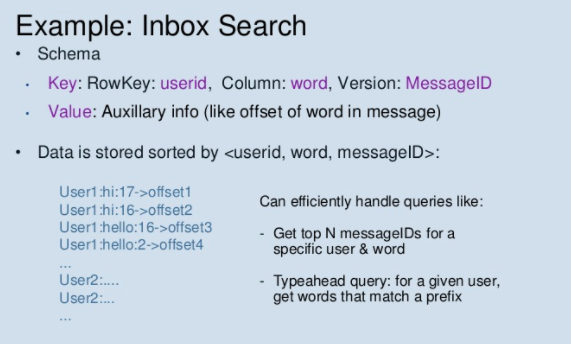 Example: Inbox Search
• Schema
• Key: RowKey: userid, Column: word, Version: MessageID
• Value: Auxillary info (like offset of word in message)
• Data is stored sorted by <userid, word, messageID>:
User1:hi:17->offset1
User1:hi:16->offset2
User1:hello:16->offset3
User1:hello:2->offset4
...
User2:....
User2:...
...
Can efficiently handle queries like:
- Get top N messageIDs for a
specific user & word
- Typeahead query: for a given user,
get words that match a prefix